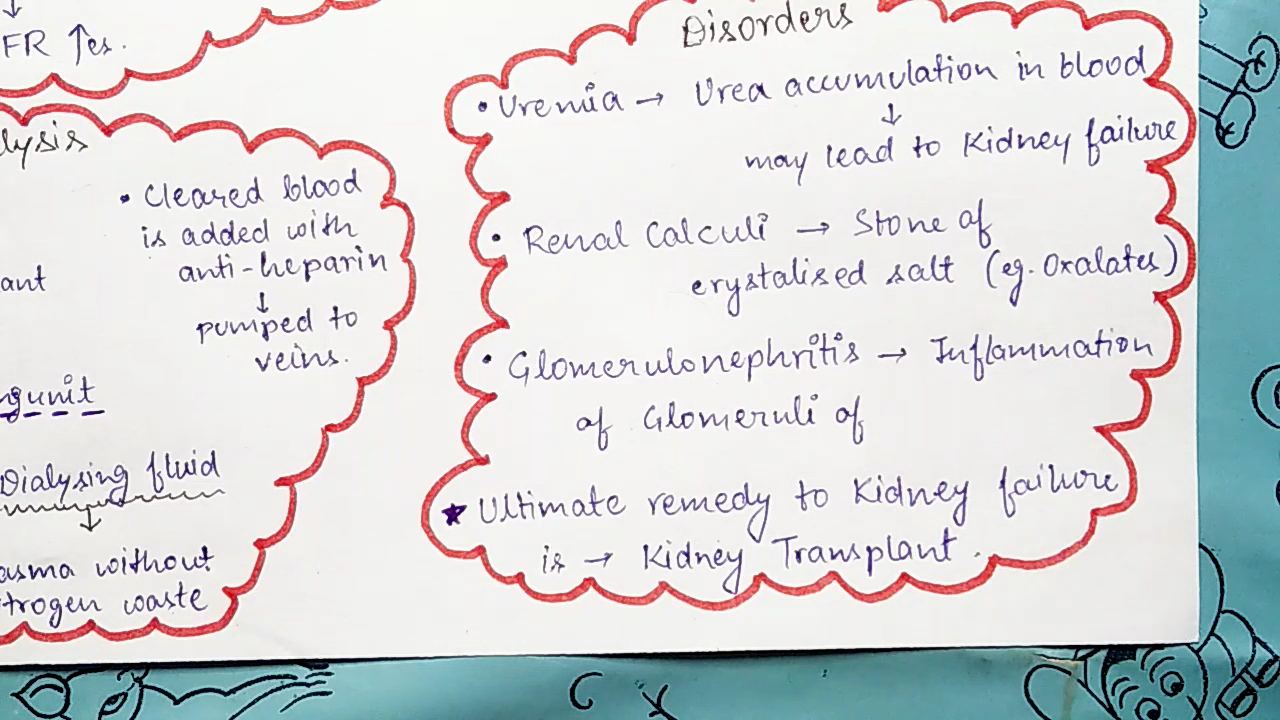 FR ↑es.
lysis
• Cleared blood
is added with
anti-heparin
↓
pumped to
veins.
ant
ngunit
Dialysing fluid
↓
asma without
trogen waste
Disorders
• Uremia → Urea accumulation in blood
↓
may lead to Kidney failure
• Renal Calculi → Stone of
crystalised salt (eg. Oxalates)
• Glomerulonephritis → Inflammation
of Glomeruli of
★ Ultimate remedy to Kidney failure
is → Kidney Transplant.